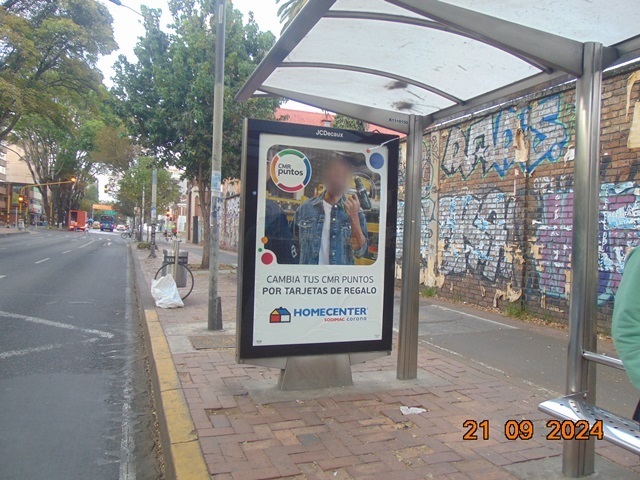 JCDecaux
CMR
puntos
CAMBIA TUS CMR PUNTOS
POR TARJETAS DE REGALO
HOMECENTER
SODIMAC corona
21 09 2024